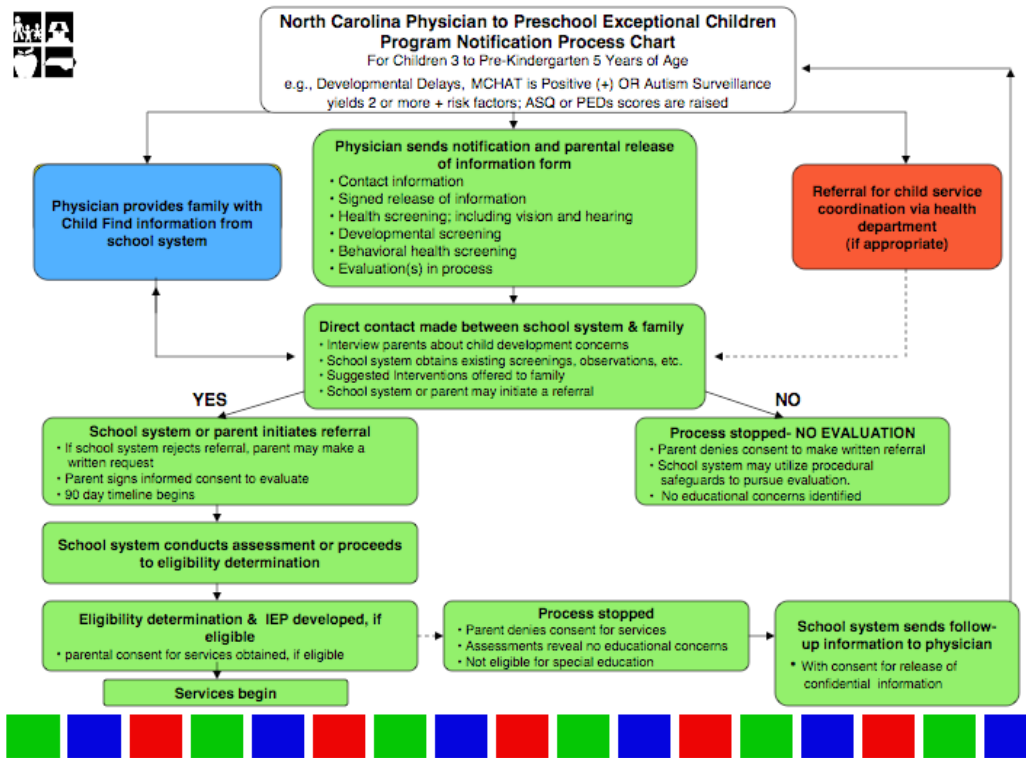 North Carolina Physician to Preschool Exceptional Children
Program Notification Process Chart
For Children 3 to Pre-Kindergarten 5 Years of Age
e.g., Developmental Delays, MCHAT is Positive (+) OR Autism Surveillance
yields 2 or more + risk factors; ASQ or PEDs scores are raised
Physician provides family with
Child Find information from
school system
Physician sends notification and parental release
of information form
• Contact information
• Signed release of information
• Health screening; including vision and hearing
• Developmental screening
• Behavioral health screening
• Evaluation(s) in process
Referral for child service
coordination via health
department
(if appropriate)
Direct contact made between school system & family
• Interview parents about child development concerns
• School system obtains existing screenings, observations, etc.
• Suggested Interventions offered to family
• School system or parent may initiate a referral
YES
NO
School system or parent initiates referral
• If school system rejects referral, parent may make a
written request
• Parent signs informed consent to evaluate
• 90 day timeline begins
Process stopped- NO EVALUATION
• Parent denies consent to make written referral
• School system may utilize procedural
safeguards to pursue evaluation.
• No educational concerns identified
School system conducts assessment or proceeds
to eligibility determination
Eligibility determination & IEP developed, if
eligible
• parental consent for services obtained, if eligible
Process stopped
• Parent denies consent for services
• Assessments reveal no educational concerns
• Not eligible for special education
School system sends follow-
up information to physician
• With consent for release of
confidential information
Services begin